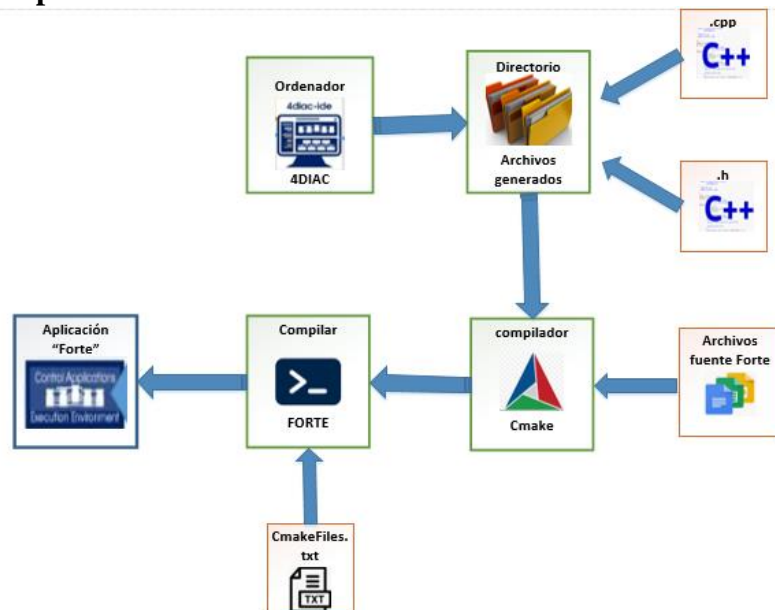 .cpp
C++
Ordenador
4diac-ide
4DIAC
Directorio
Archivos
generados
.h
C++
Aplicación
“Forte”
Control Applications
Execution Environment
Compilar
>_
FORTE
compilador
Cmake
Archivos
fuente Forte
CmakeFiles.
txt
TXT